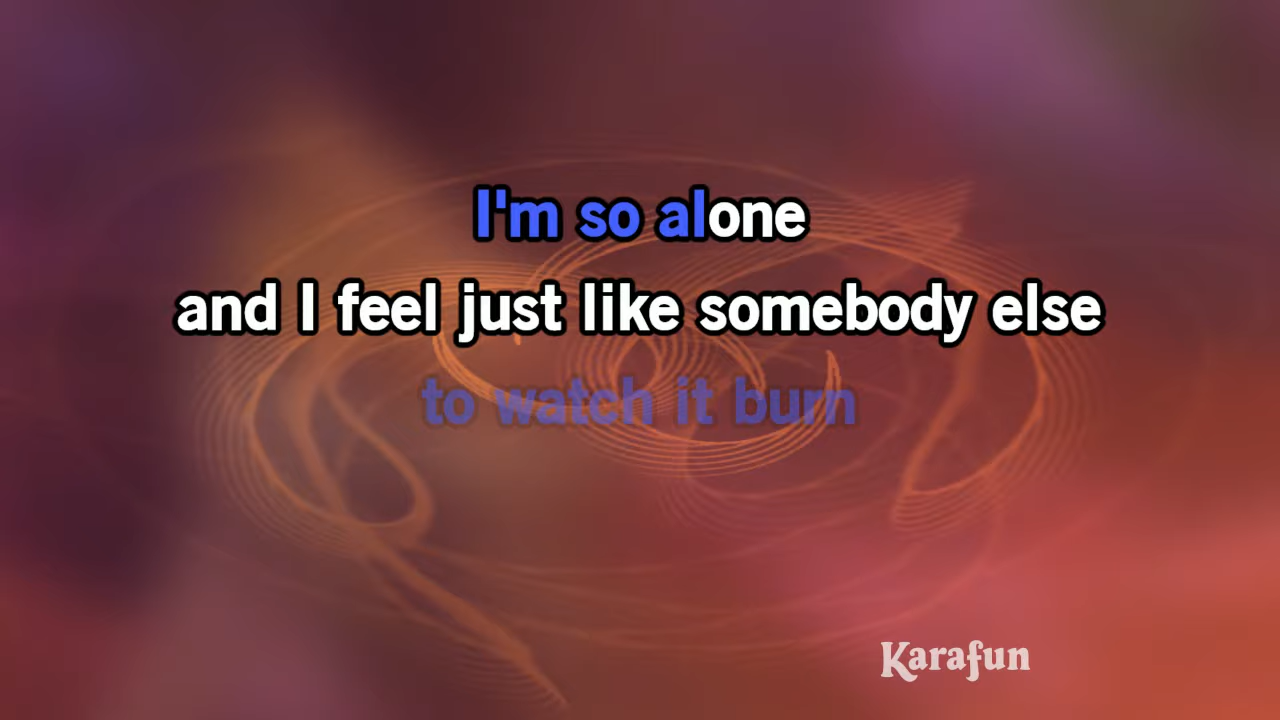 I'm so alone
and I feel just like somebody else
to watch it burn
Karafun